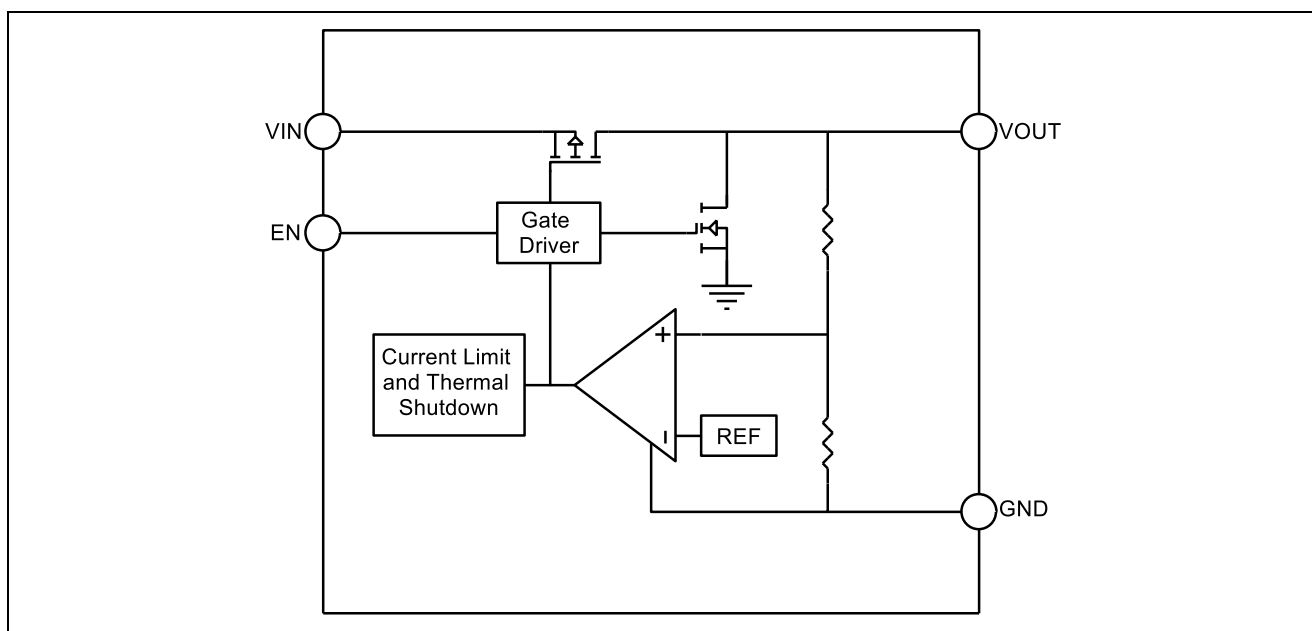 VIN
VOUT
EN
Gate
Driver
Current Limit
and Thermal
Shutdown
+
−
REF
GND